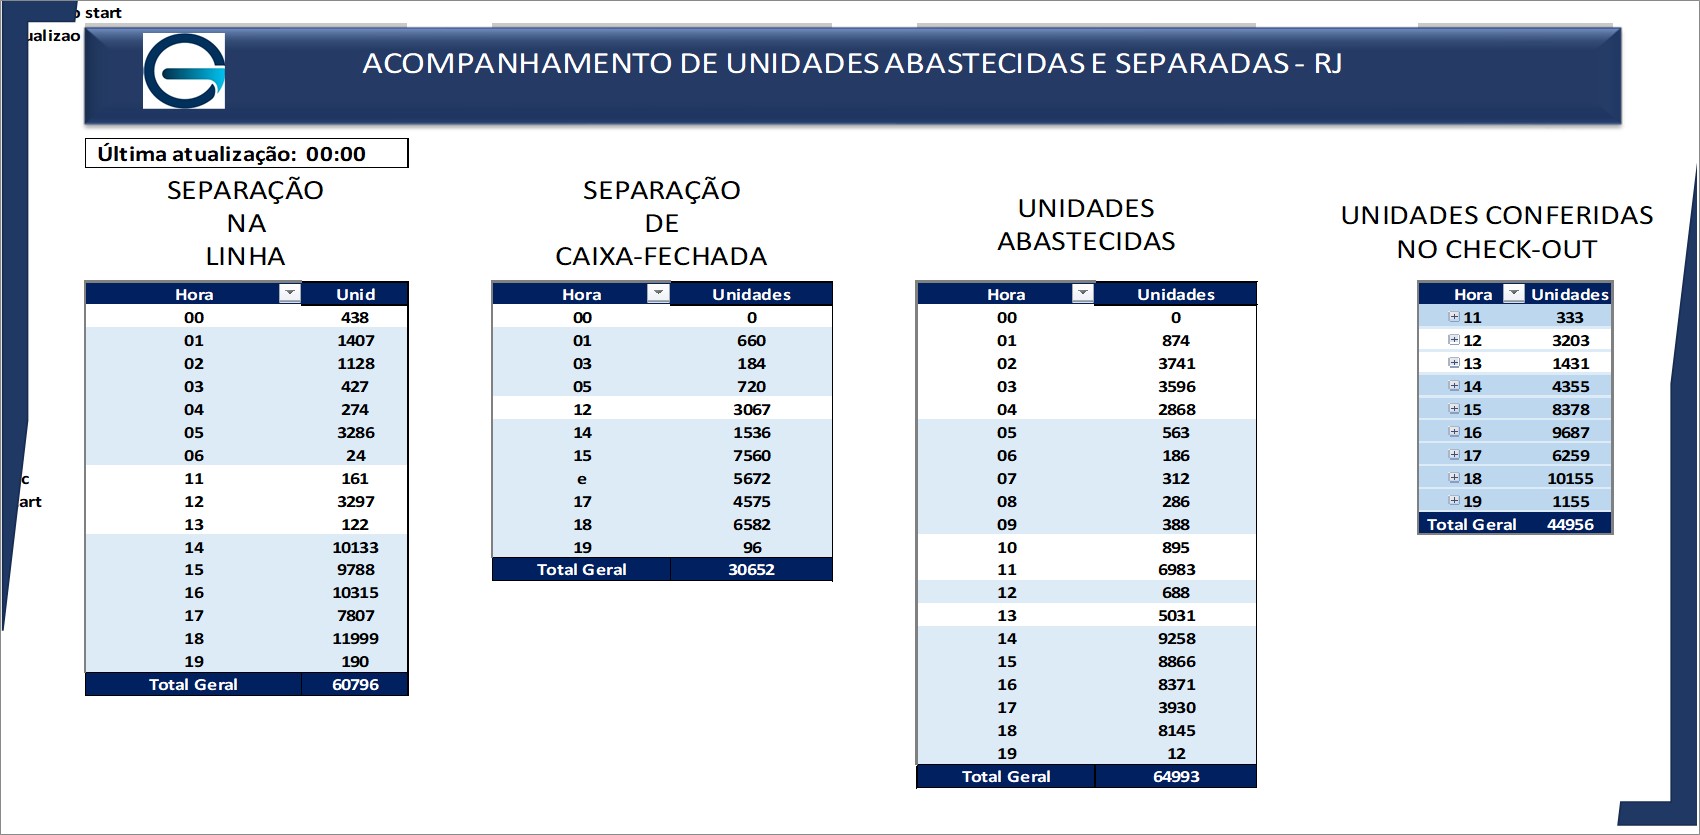 start
ualizao
ACOMPANHAMENTO DE UNIDADES ABASTECIDAS E SEPARADAS - RJ
Última atualização: 00:00
SEPARAÇÃO
NA
LINHA
Hora Unid
00 438
01 1407
02 1128
03 427
04 274
05 3286
06 24
11 161
12 3297
13 122
14 10133
15 9788
16 10315
17 7807
18 11999
19 190
Total Geral 60796
SEPARAÇÃO
DE
CAIXA-FECHADA
Hora Unidades
00 0
01 660
03 184
05 720
12 3067
14 1536
15 7560
e 5672
17 4575
18 6582
19 96
Total Geral 30652
UNIDADES
ABASTECIDAS
Hora Unidades
00 0
01 874
02 3741
03 3596
04 2868
05 563
06 186
07 312
08 286
09 388
10 895
11 6983
12 688
13 5031
14 9258
15 8866
16 8371
17 3930
18 8145
19 12
Total Geral 64993
UNIDADES CONFERIDAS
NO CHECK-OUT
Hora Unidades
11 333
12 3203
13 1431
14 4355
15 8378
16 9687
17 6259
18 10155
19 1155
Total Geral 44956
c
art